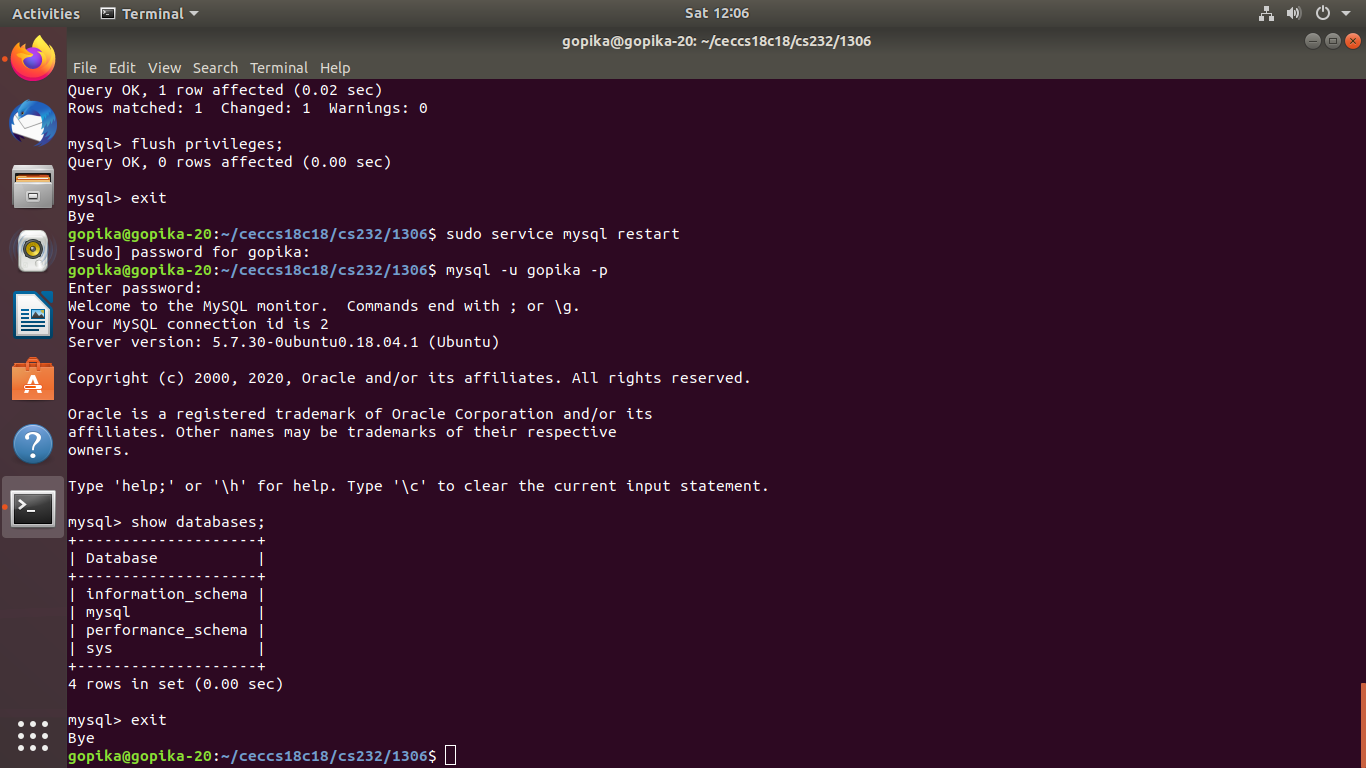 Activities Terminal Sat 12:06
gopika@gopika-20: ~/ceccs18c18/cs232/1306
File Edit View Search Terminal Help
Query OK, 1 row affected (0.02 sec)
Rows matched: 1  Changed: 1  Warnings: 0
mysql> flush privileges;
Query OK, 0 rows affected (0.00 sec)
mysql> exit
Bye
gopika@gopika-20:~/ceccs18c18/cs232/1306$ sudo service mysql restart
[sudo] password for gopika:
gopika@gopika-20:~/ceccs18c18/cs232/1306$ mysql -u gopika -p
Enter password:
Welcome to the MySQL monitor.  Commands end with ; or \g.
Your MySQL connection id is 2
Server version: 5.7.30-0ubuntu0.18.04.1 (Ubuntu)
Copyright (c) 2000, 2020, Oracle and/or its affiliates. All rights reserved.
Oracle is a registered trademark of Oracle Corporation and/or its
affiliates. Other names may be trademarks of their respective
owners.
Type 'help;' or '\h' for help. Type '\c' to clear the current input statement.
mysql> show databases;
+--------------------+
| Database           |
+--------------------+
| information_schema |
| mysql              |
| performance_schema |
| sys                |
+--------------------+
4 rows in set (0.00 sec)
mysql> exit
Bye
gopika@gopika-20:~/ceccs18c18/cs232/1306$